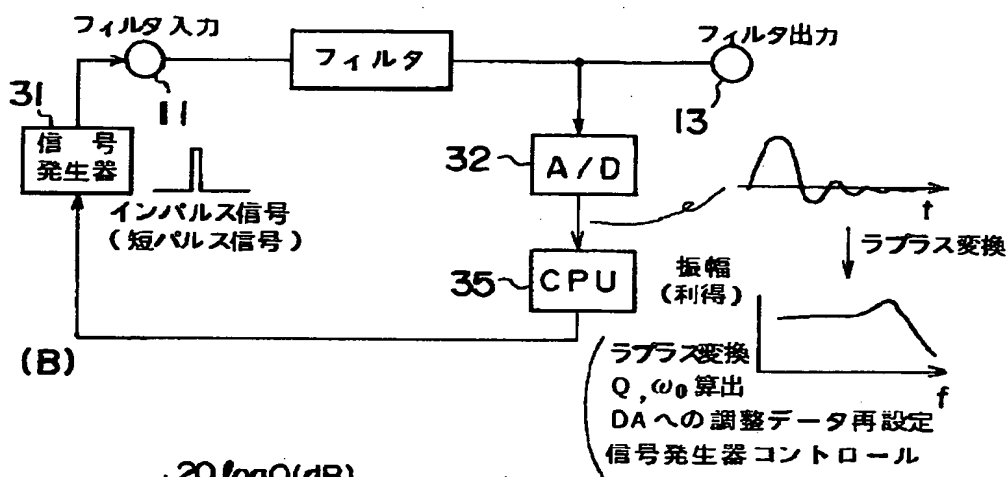 フィルタ入力
フィルタ
フィルタ出力
11
13
31
信号
発生器
インパルス信号
(短パルス信号)
32
A/D
t
ラプラス変換
35
CPU
振幅
(利得)
f
(B)
ラプラス変換
Q,ω₀算出
DAへの調整データ再設定
信号発生器コントロール
20logQ(dB)